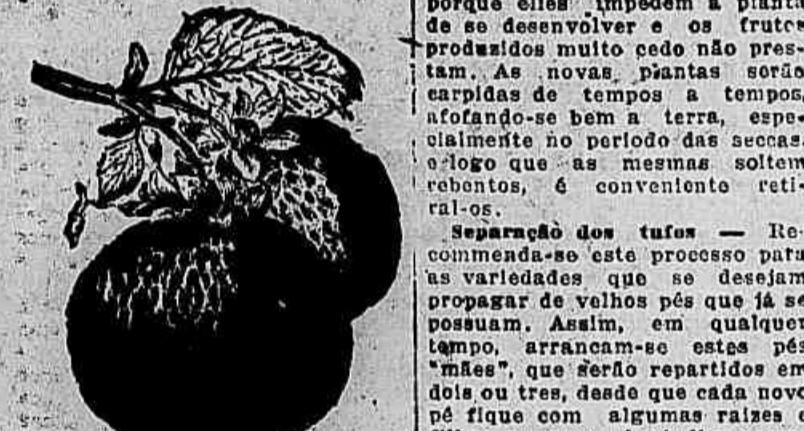 porque elles impedem a planta
de se desenvolver e os frutos
produzidos muito cedo não pres-
tam. As novas plantas serão
carpidas de tempos a tempos,
afofando-se bem a terra, espe-
cialmente no periodo das seccas,
e logo que as mesmas soltem
rebentos, é conveniente reti-
ral-os.
Separação dos tufos — Re-
commenda-se este processo para
as variedades que se desejam
propagar de velhos pés que já se
possuam. Assim, em qualquer
tempo, arrancam-se estes pés
"mães", que serão repartidos em
dois ou tres, desde que cada novo
pé fique com algumas raizes e